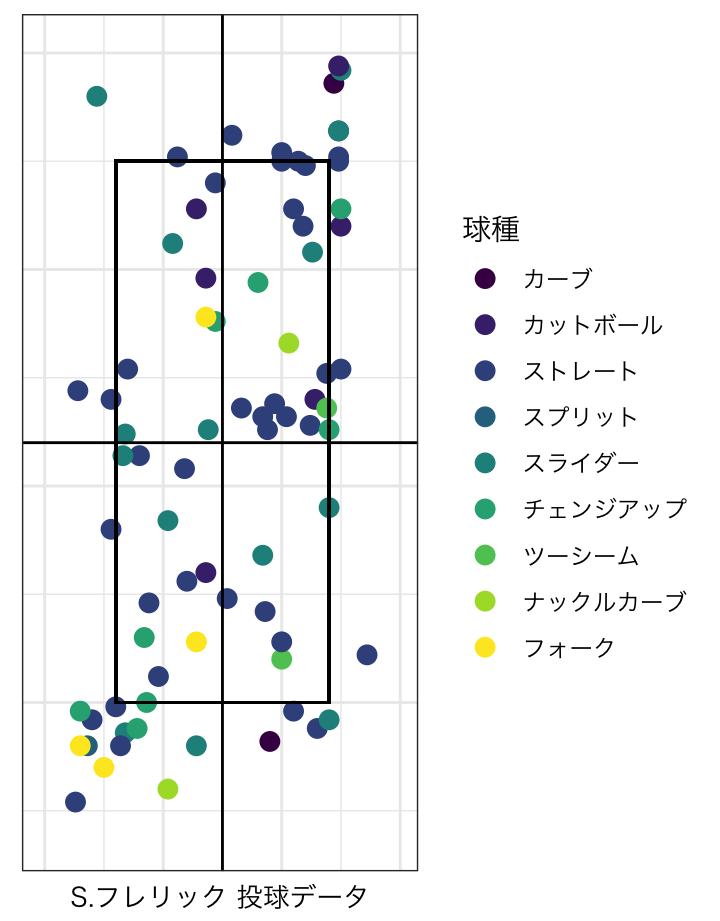 球種
カーブ
カットボール
ストレート
スプリット
スライダー
チェンジアップ
ツーシーム
ナックルカーブ
フォーク
S.フレリック 投球データ